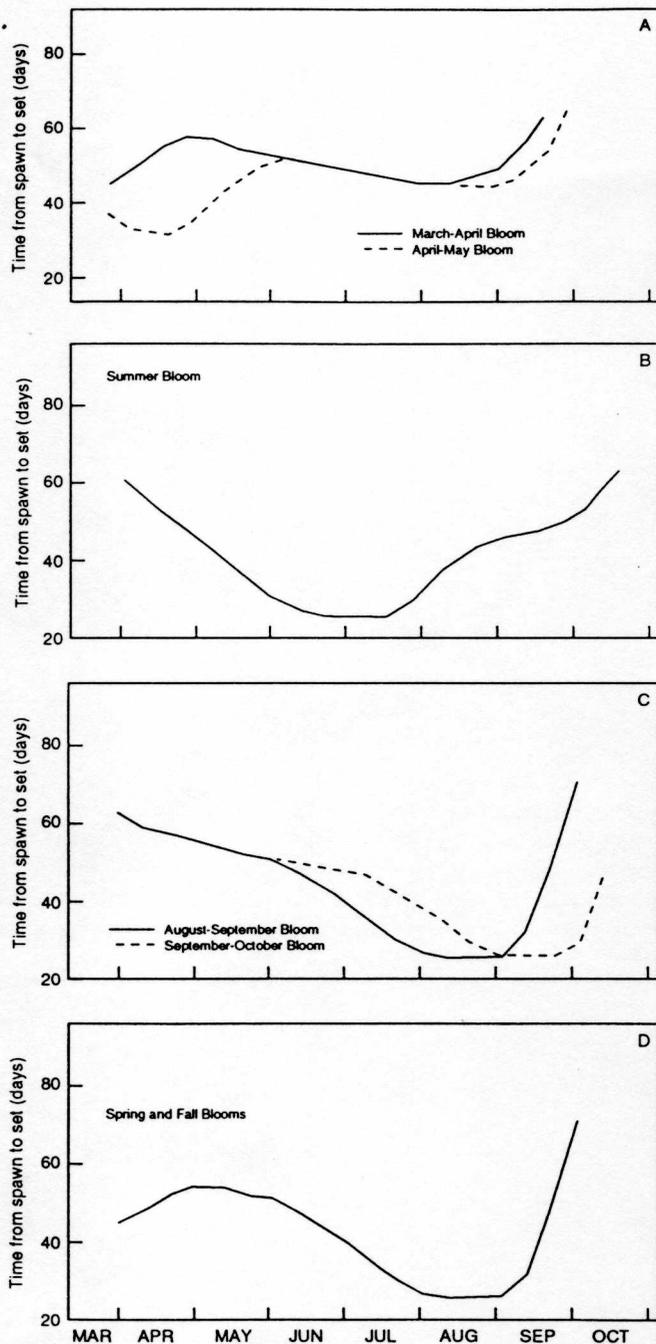 A
Time from spawn to set (days)
80
60
40
20
March-April Bloom
April-May Bloom
B
Summer Bloom
Time from spawn to set (days)
80
60
40
20
C
Time from spawn to set (days)
80
60
40
20
August-September Bloom
September-October Bloom
D
Spring and Fall Blooms
Time from spawn to set (days)
80
60
40
20
MAR APR MAY JUN JUL AUG SEP OCT